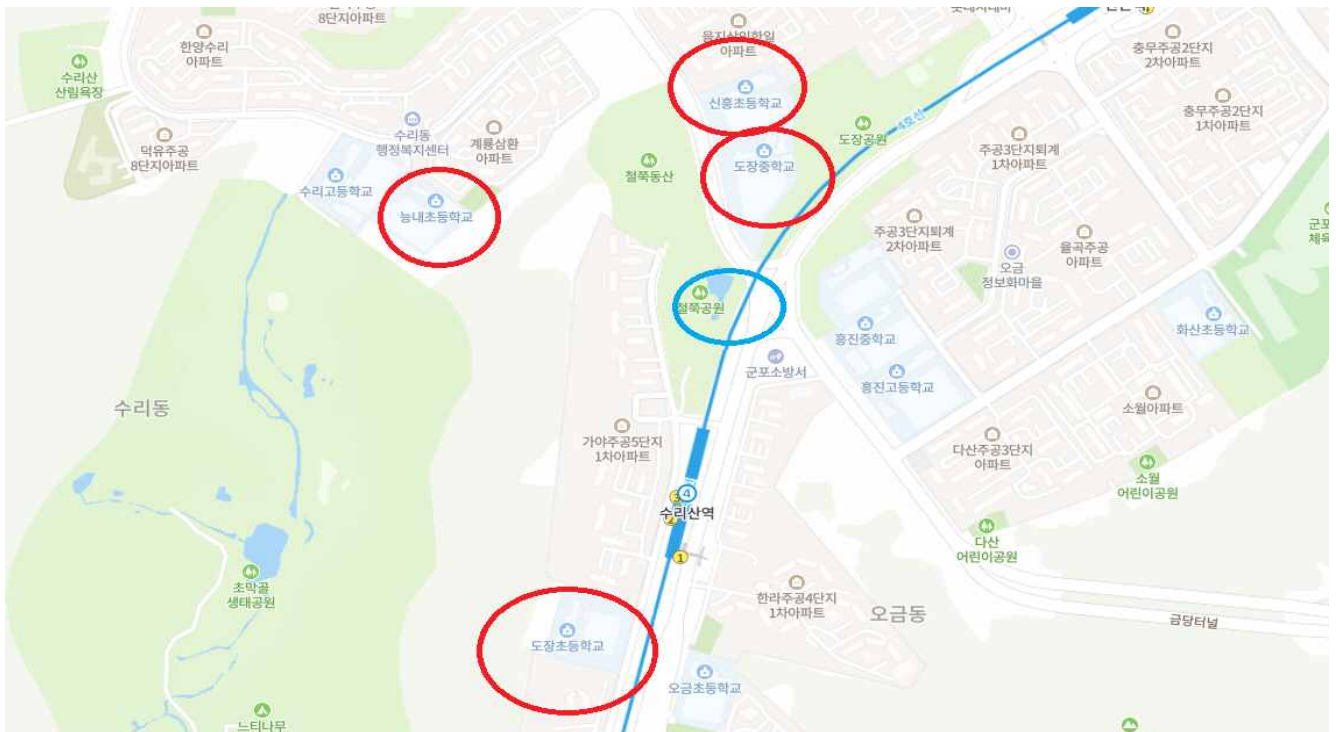 8단지아파트
한양수리
아파트
수리산
산림욕장
덕유주공
8단지아파트
수리동
행정복지센터
계룡삼환
아파트
수리고등학교
능내초등학교
아파트
신흥초등학교
도장중학교
철쭉동산
도장공원
4호선
충무주공2단지
2차아파트
충무주공2단지
1차아파트
주공3단지퇴계
1차아파트
주공3단지퇴계
2차아파트
율곡주공
아파트
오금
정보화마을
철쭉공원
흥진중학교
흥진고등학교
화산초등학교
군포소방서
수리동
가야주공5단지
1차아파트
소월아파트
다산주공3단지
아파트
소월
어린이공원
다산
어린이공원
3
4
수리산역
1
초막골
생태공원
한라주공4단지
1차아파트
오금동
금당터널
도장초등학교
오금초등학교
느티나무